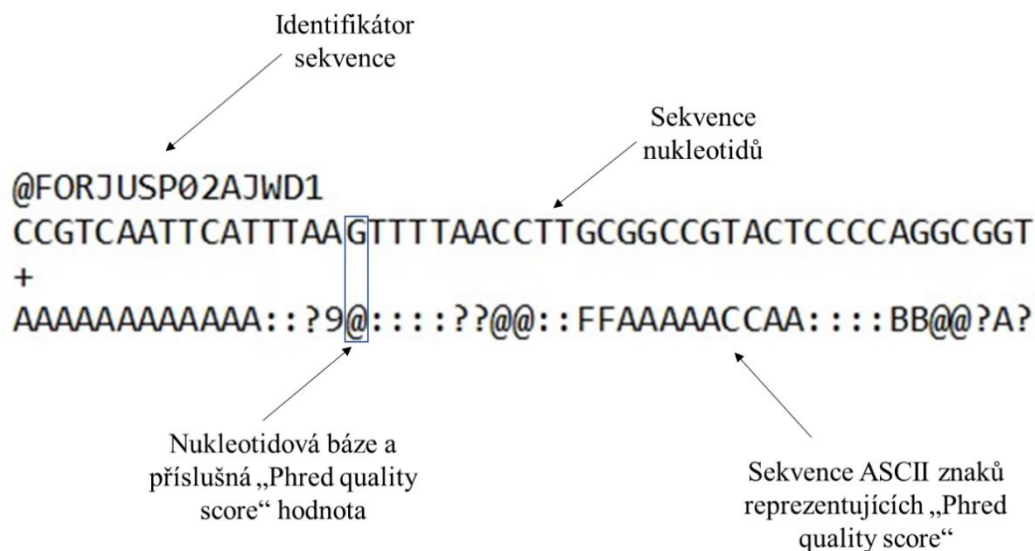 Identifikátor
sekvence
Sekvence
nukleotidů
@FORJUSP02AJWD1
CCGTCAATTCATTTAAGTTTTAACCTTGCGGCCGTACTCCCCAGGCGGT
+
AAAAAAAAAAAA::?9@::::??@@::FFAAAAACCAA::::BB@@?A?
Nukleotidová báze a
příslušná „Phred quality
score“ hodnota
Sekvence ASCII znaků
reprezentujících „Phred
quality score“